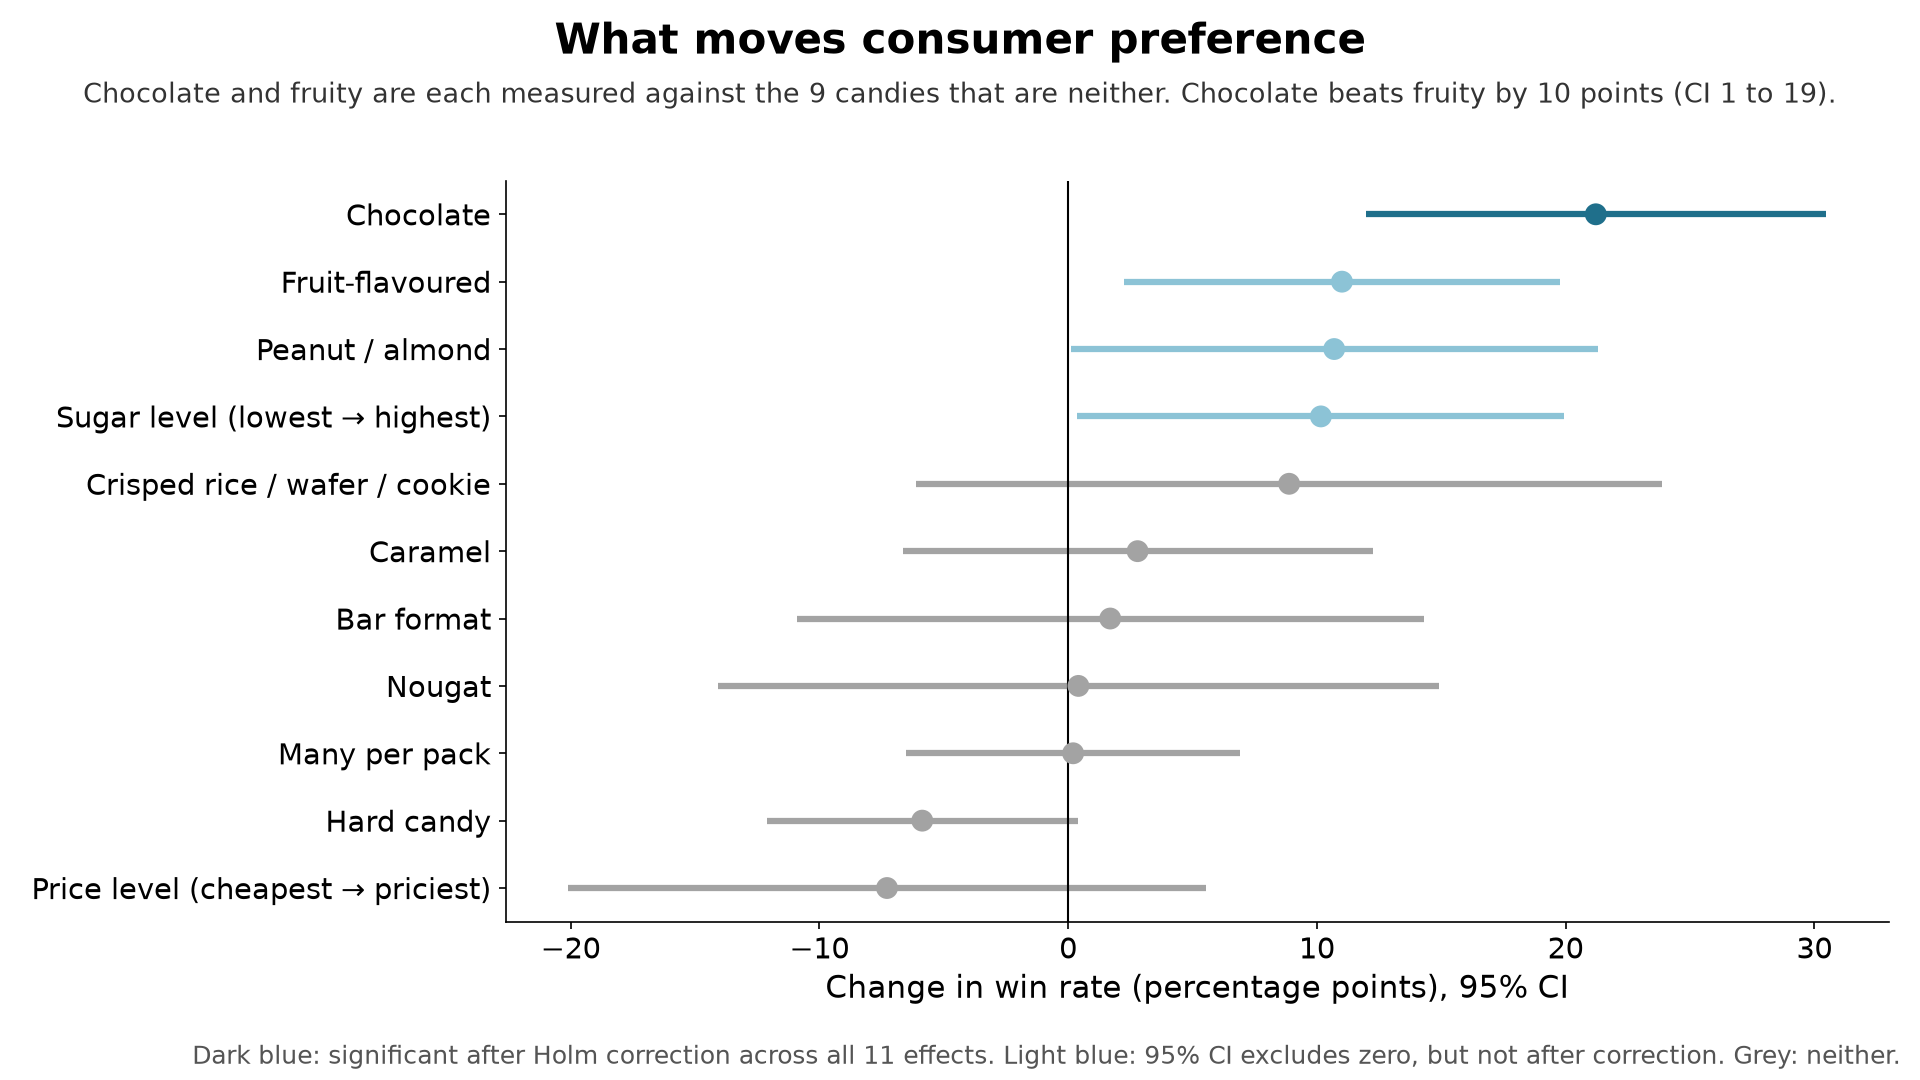 What moves consumer preference
Chocolate and fruity are each measured against the 9 candies that are neither. Chocolate beats fruity by 10 points (CI 1 to 19).
Chocolate
Fruit-flavoured
Peanut / almond
Sugar level (lowest → highest)
Crisped rice / wafer / cookie
Caramel
Bar format
Nougat
Many per pack
Hard candy
Price level (cheapest → priciest)
−20 −10 0 10 20 30
Change in win rate (percentage points), 95% CI
Dark blue: significant after Holm correction across all 11 effects. Light blue: 95% CI excludes zero, but not after correction. Grey: neither.